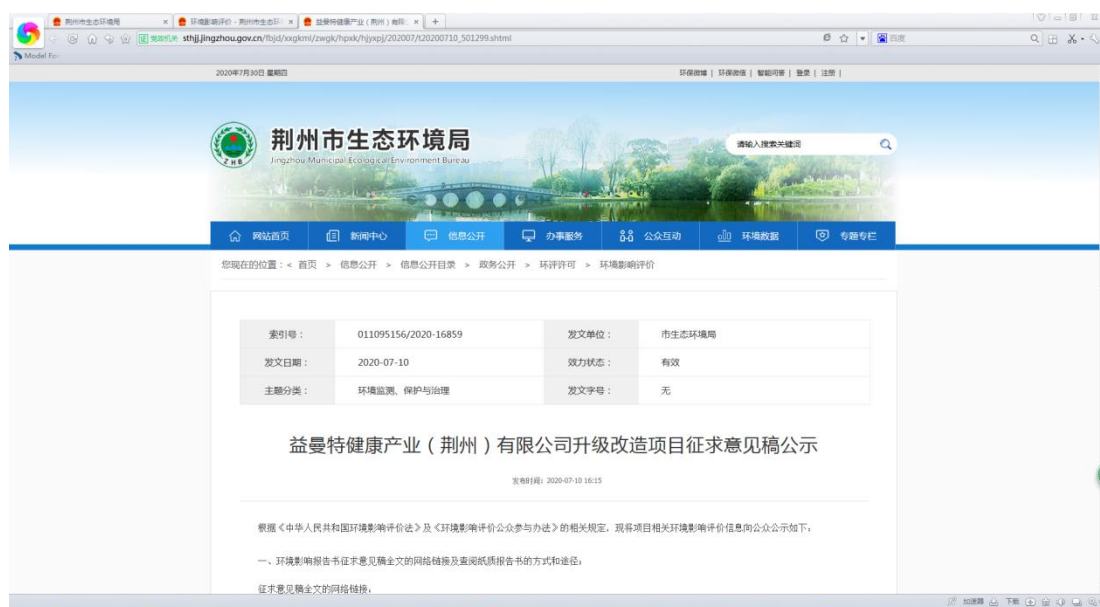 荆州市生态环境局
环境影响评价 - 荆州市生态环
益曼特健康产业（荆州）有限
sthjj.jingzhou.gov.cn/fbjd/xxgkml/zwgk/hpxk/hjyxpj/202007/t20200710_501299.shtml
百度
2020年7月30日 星期四
环保微博 | 环保微信 | 智能问答 | 登录 | 注册 |
ZHB
荆州市生态环境局
Jingzhou Municipal Ecological Environment Bureau
请输入搜索关键词
网站首页 新闻中心 信息公开 办事服务 公众互动 环境数据 专题专栏
您现在的位置：< 首页 > 信息公开 > 信息公开目录 > 政务公开 > 环评许可 > 环境影响评价
索引号： 011095156/2020-16859 发文单位： 市生态环境局
发文日期： 2020-07-10 效力状态： 有效
主题分类： 环境监测、保护与治理 发文字号： 无
益曼特健康产业（荆州）有限公司升级改造项目征求意见稿公示
发布时间：2020-07-10 16:15
根据《中华人民共和国环境影响评价法》及《环境影响评价公众参与办法》的相关规定，现将项目相关环境影响评价信息向公众公示如下：
一、环境影响报告书征求意见稿全文的网络链接及查阅纸质报告书的方式和途径：
征求意见稿全文的网络链接：
加速器 下载